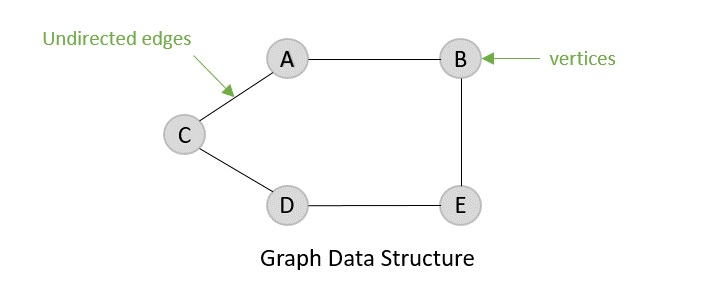 Undirected edges
A
B
vertices
C
D
E
Graph Data Structure